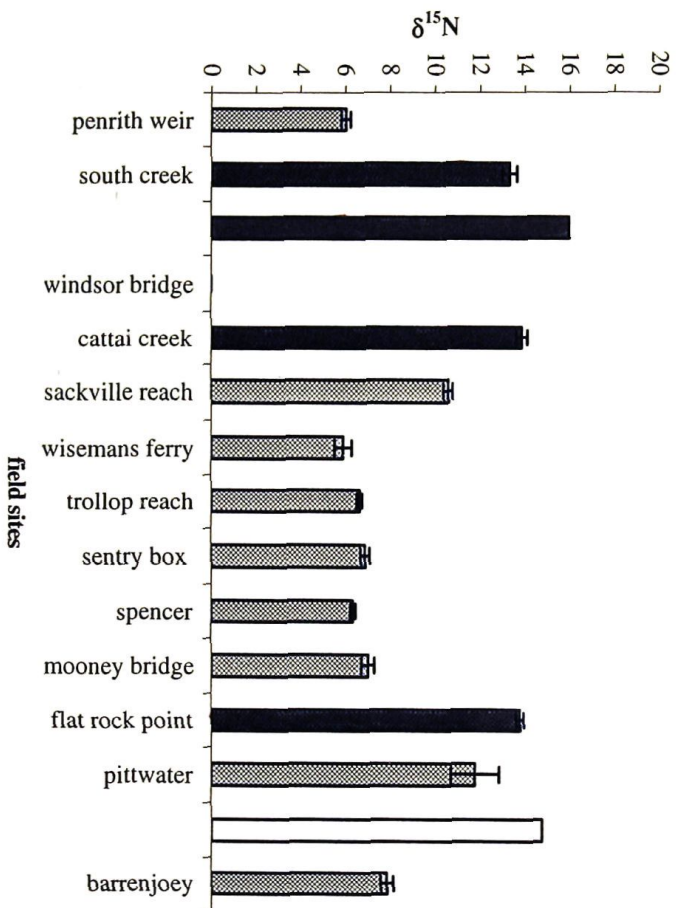 δ15N
0 2 4 6 8 10 12 14 16 18 20
penrith weir
south creek
windsor bridge
cattai creek
sackville reach
wisemans ferry
trollop reach
sentry box
spencer
mooney bridge
flat rock point
pittwater
barrenjoey
field sites